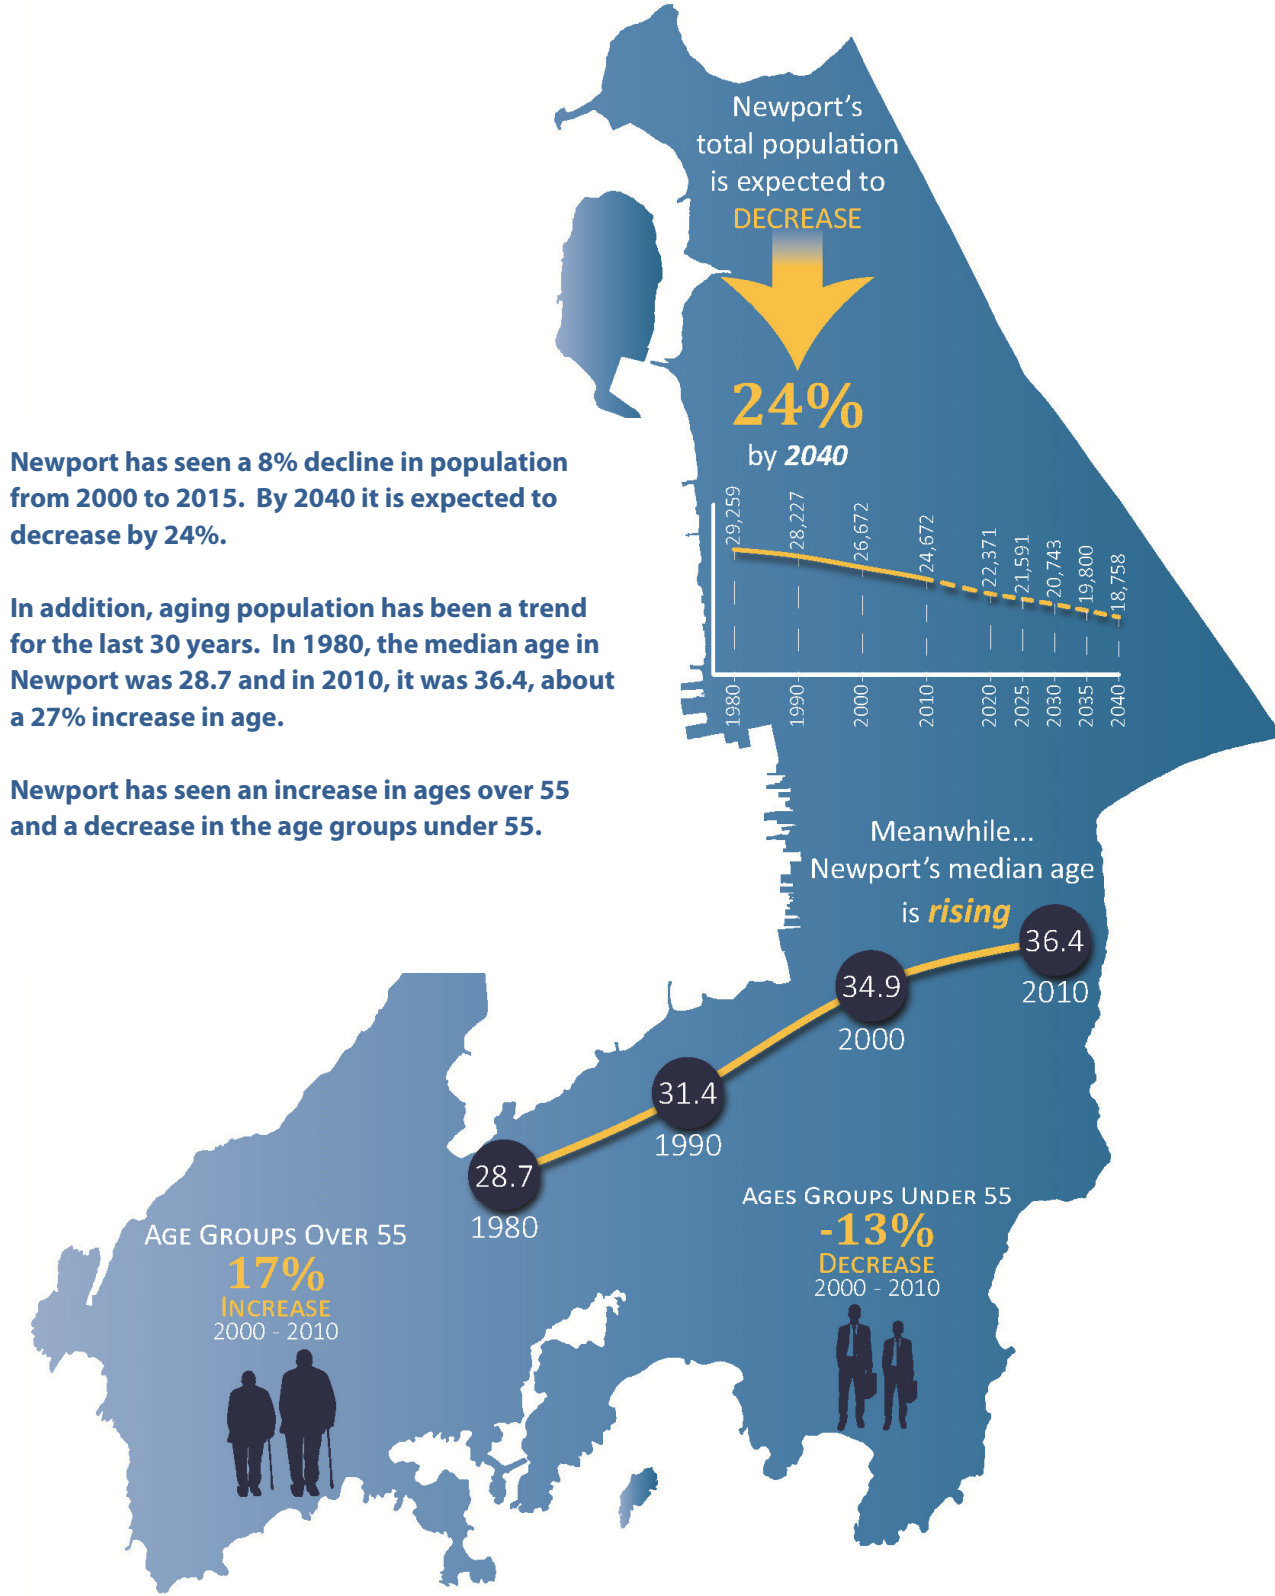 Newport's
total population
is expected to
DECREASE
24%
by 2040
Newport has seen a 8% decline in population
from 2000 to 2015.  By 2040 it is expected to
decrease by 24%.
In addition, aging population has been a trend
for the last 30 years.  In 1980, the median age in
Newport was 28.7 and in 2010, it was 36.4, about
a 27% increase in age.
Newport has seen an increase in ages over 55
and a decrease in the age groups under 55.
29,259
28,227
26,672
24,672
22,371
21,591
20,743
19,800
18,758
1980
1990
2000
2010
2020
2025
2030
2035
2040
Meanwhile...
Newport's median age
is rising
36.4
2010
34.9
2000
31.4
1990
28.7
1980
AGE GROUPS OVER 55
17%
INCREASE
2000 - 2010
AGES GROUPS UNDER 55
-13%
DECREASE
2000 - 2010